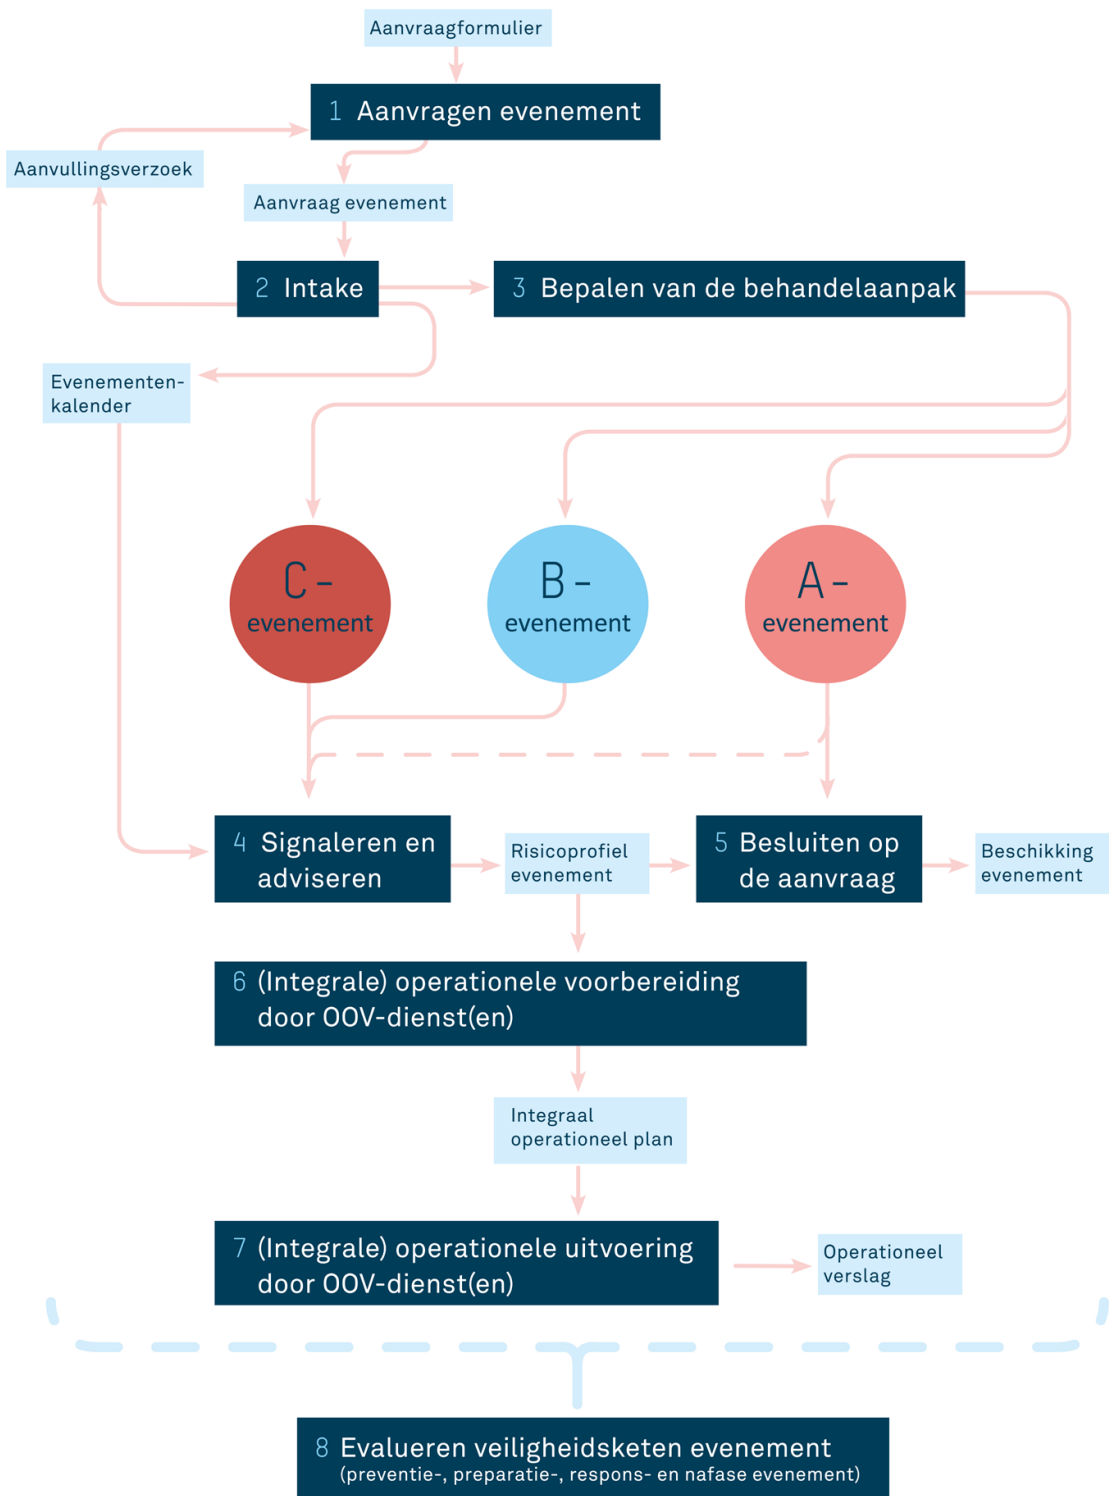 Aanvraagformulier
1 Aanvragen evenement
Aanvullingsverzoek
Aanvraag evenement
2 Intake
3 Bepalen van de behandelaanpak
Evenementen-
kalender
C -
evenement
B -
evenement
A -
evenement
4 Signaleren en
adviseren
Risicoprofiel
evenement
5 Besluiten op
de aanvraag
Beschikking
evenement
6 (Integrale) operationele voorbereiding
door OOV-dienst(en)
Integraal
operationeel plan
7 (Integrale) operationele uitvoering
door OOV-dienst(en)
Operationeel
verslag
8 Evalueren veiligheidsketen evenement
(preventie-, preparatie-, respons- en nafase evenement)